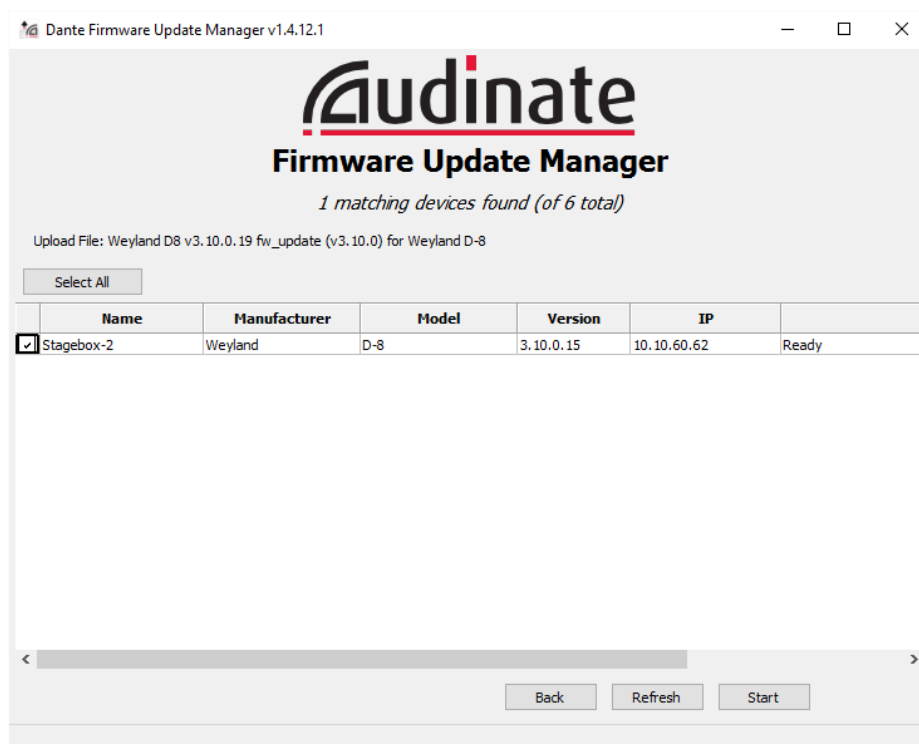 Dante Firmware Update Manager v1.4.12.1
Audinate
Firmware Update Manager
1 matching devices found (of 6 total)
Upload File: Weyland D8 v3.10.0.19 fw_update (v3.10.0) for Weyland D-8
Select All
Name Manufacturer Model Version IP
Stagebox-2 Weyland D-8 3.10.0.15 10.10.60.62 Ready
Back Refresh Start